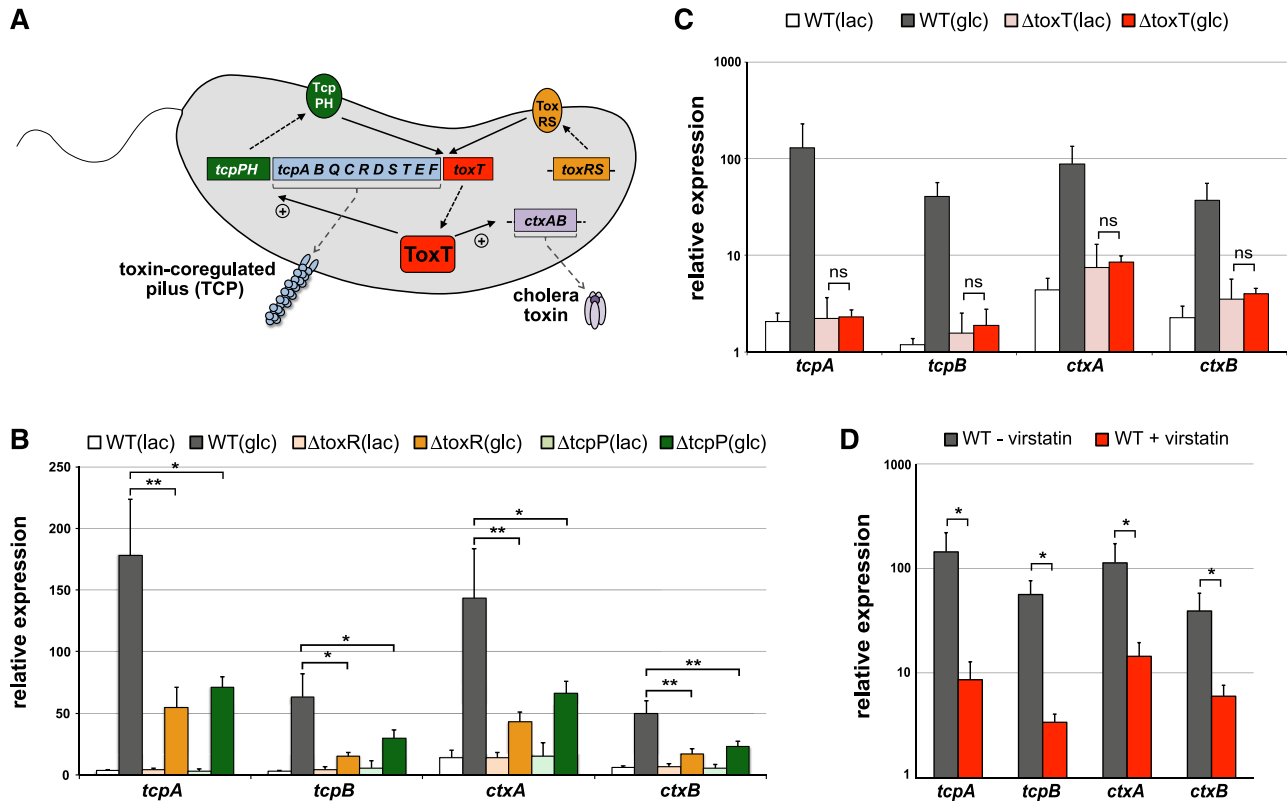 A
Tcp
PH
Tox
RS
tcpPH
tcpA B Q C R D S T E F
toxT
toxRS
+
ctxAB
ToxT
+
toxin-coregulated
pilus (TCP)
cholera
toxin
B
WT(lac) WT(glc) ΔtoxR(lac) ΔtoxR(glc) ΔtcpP(lac) ΔtcpP(glc)
relative expression
250
200
150
100
50
0
* ** * * * ** ** **
tcpA tcpB ctxA ctxB
C
WT(lac) WT(glc) ΔtoxT(lac) ΔtoxT(glc)
relative expression
1000
100
10
1
ns ns ns ns
tcpA tcpB ctxA ctxB
D
WT - virstatin WT + virstatin
relative expression
1000
100
10
1
* * * *
tcpA tcpB ctxA ctxB